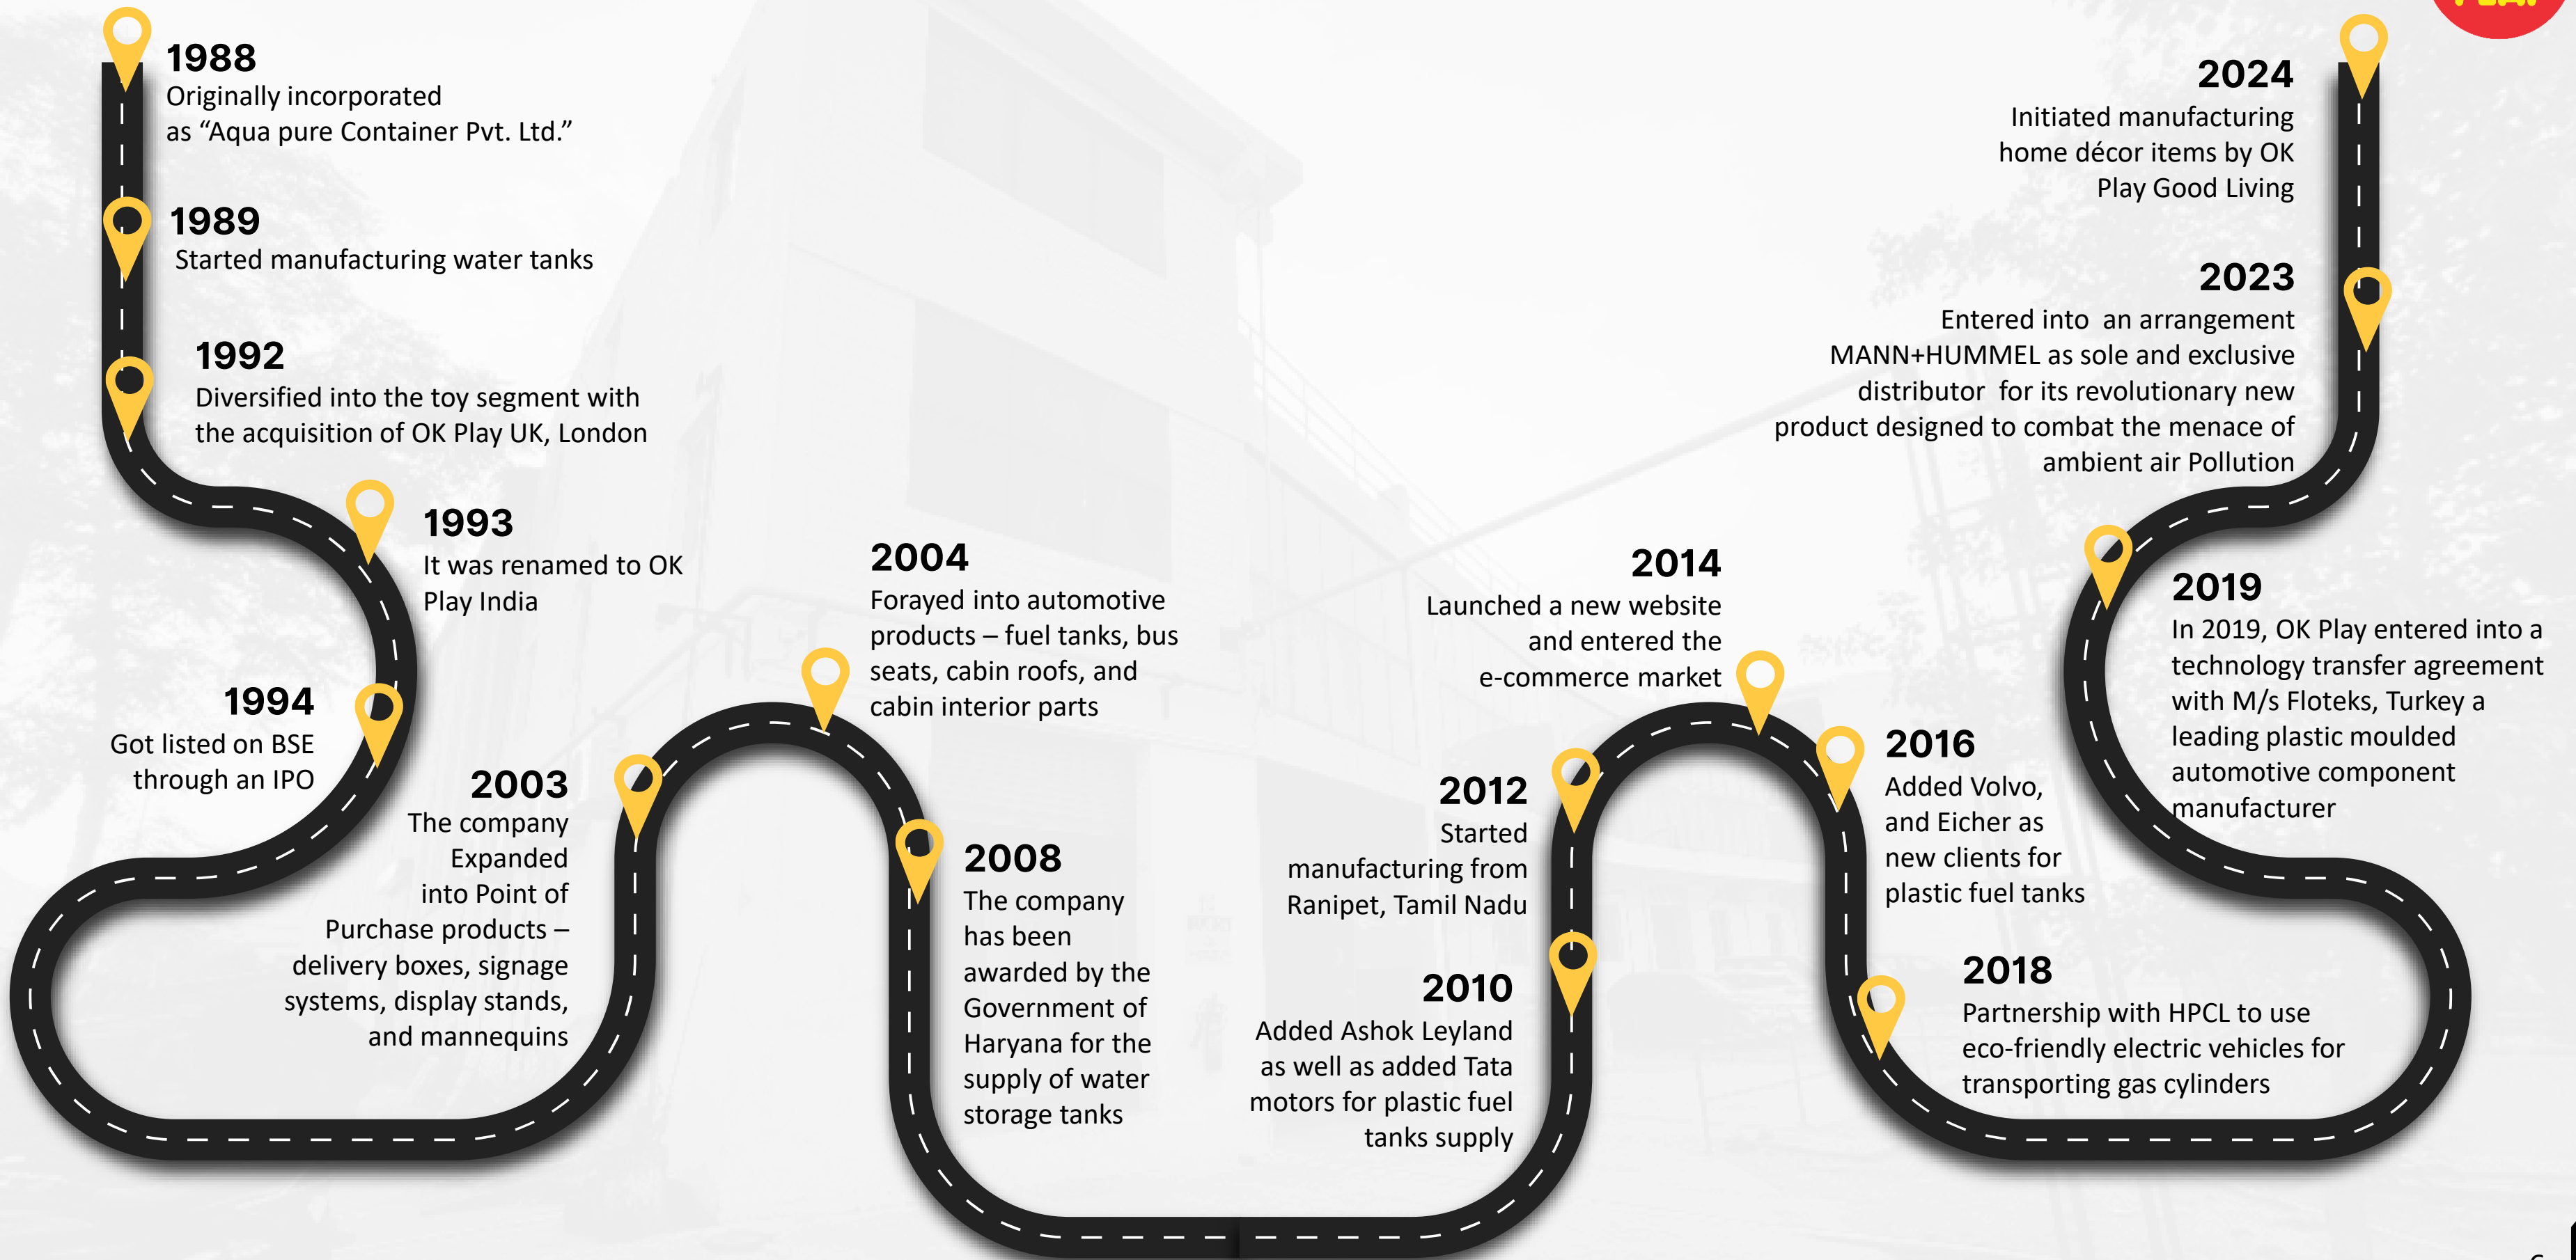 1988
Originally incorporated
as “Aqua pure Container Pvt. Ltd.”
1989
Started manufacturing water tanks
1992
Diversified into the toy segment with
the acquisition of OK Play UK, London
1993
It was renamed to OK
Play India
1994
Got listed on BSE
through an IPO
2003
The company
Expanded
into Point of
Purchase products –
delivery boxes, signage
systems, display stands,
and mannequins
2004
Forayed into automotive
products – fuel tanks, bus
seats, cabin roofs, and
cabin interior parts
2008
The company
has been
awarded by the
Government of
Haryana for the
supply of water
storage tanks
2010
Added Ashok Leyland
as well as added Tata
motors for plastic fuel
tanks supply
2012
Started
manufacturing from
Ranipet, Tamil Nadu
2014
Launched a new website
and entered the
e-commerce market
2016
Added Volvo,
and Eicher as
new clients for
plastic fuel tanks
2018
Partnership with HPCL to use
eco-friendly electric vehicles for
transporting gas cylinders
2019
In 2019, OK Play entered into a
technology transfer agreement
with M/s Floteks, Turkey a
leading plastic moulded
automotive component
manufacturer
2023
Entered into an arrangement
MANN+HUMMEL as sole and exclusive
distributor for its revolutionary new
product designed to combat the menace of
ambient air Pollution
2024
Initiated manufacturing
home décor items by OK
Play Good Living